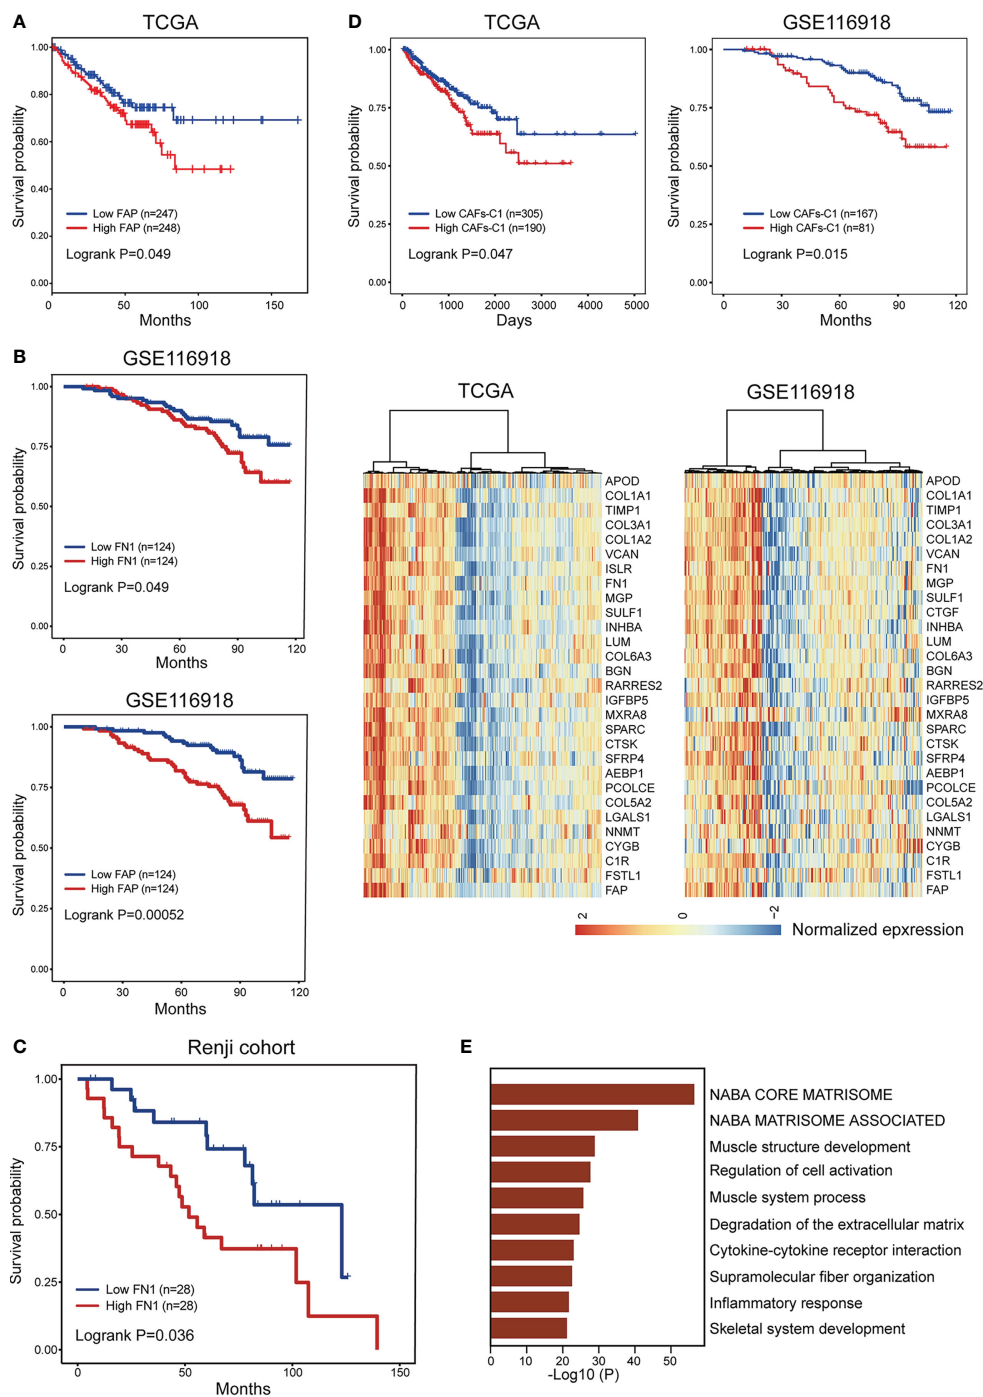 A
TCGA
Survival probability
1.00
0.80
0.60
0.40
0.20
0.00
Low FAP (n=247)
High FAP (n=248)
Logrank P=0.049
0
50
100
150
Months
D
TCGA
Survival probability
1.00
0.75
0.50
0.25
0.00
Low CAFs-C1 (n=305)
High CAFs-C1 (n=190)
Logrank P=0.047
0
1000
2000
3000
4000
5000
Days
GSE116918
Survival probability
1.00
0.75
0.50
0.25
0.00
Low CAFs-C1 (n=167)
High CAFs-C1 (n=81)
Logrank P=0.015
0
30
60
90
120
Months
B
GSE116918
Survival probability
1.00
0.75
0.50
0.25
0.00
Low FN1 (n=124)
High FN1 (n=124)
Logrank P=0.049
0
30
60
90
120
Months
GSE116918
Survival probability
1.00
0.75
0.50
0.25
0.00
Low FAP (n=124)
High FAP (n=124)
Logrank P=0.00052
0
30
60
90
120
Months
TCGA
APOD
COL1A1
TIMP1
COL3A1
COL1A2
VCAN
ISLR
FN1
MGP
SULF1
INHBA
LUM
COL6A3
BGN
RARRES2
IGFBP5
MXRA8
SPARC
CTSK
SFRP4
AEBP1
PCOLCE
COL5A2
LGALS1
NNMT
CYGB
C1R
FSTL1
FAP
GSE116918
APOD
COL1A1
TIMP1
COL3A1
COL1A2
VCAN
FN1
MGP
SULF1
CTGF
INHBA
LUM
COL6A3
BGN
RARRES2
IGFBP5
MXRA8
SPARC
CTSK
SFRP4
AEBP1
PCOLCE
COL5A2
LGALS1
NNMT
CYGB
C1R
FSTL1
FAP
2
0
-2
Normalized epxression
C
Renji cohort
Survival probability
1.00
0.75
0.50
0.25
0.00
Low FN1 (n=28)
High FN1 (n=28)
Logrank P=0.036
0
50
100
150
Months
E
NABA CORE MATRISOME
NABA MATRISOME ASSOCIATED
Muscle structure development
Regulation of cell activation
Muscle system process
Degradation of the extracellular matrix
Cytokine-cytokine receptor interaction
Supramolecular fiber organization
Inflammatory response
Skeletal system development
0
10
20
30
40
50
-Log10 (P)